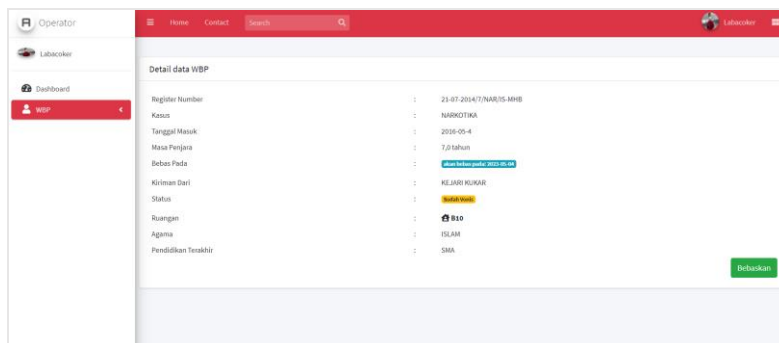 R Operator
Home Contact Search Labacoker
Labacoker
Dashboard
WBP
Detail data WBP
Register Number : 21-07-2014/7/NAR/IS-MHB
Kasus : NARKOTIKA
Tanggal Masuk : 2016-05-4
Masa Penjara : 7,0 tahun
Bebas Pada : akan bebas pada: 2023-05-04
Kiriman Dari : KEJARI KUKAR
Status : Sudah Vonis
Ruangan : B10
Agama : ISLAM
Pendidikan Terakhir : SMA
Bebaskan